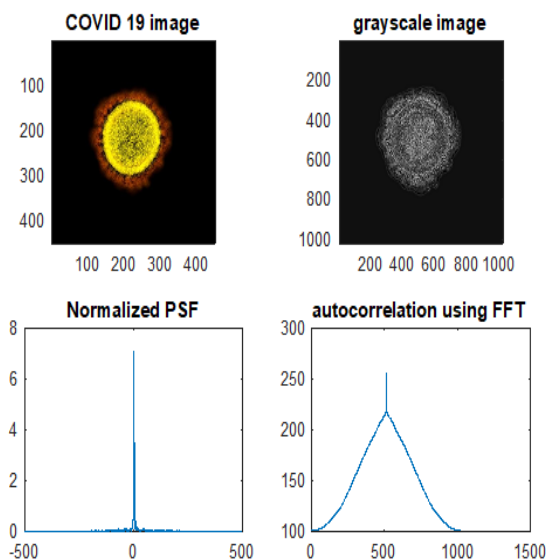 COVID 19 image
grayscale image
100
200
300
400
100 200 300 400
200
400
600
800
1000
200 400 600 800 1000
Normalized PSF
autocorrelation using FFT
8
6
4
2
0
-500 0 500
300
250
200
150
100
0 500 1000 1500